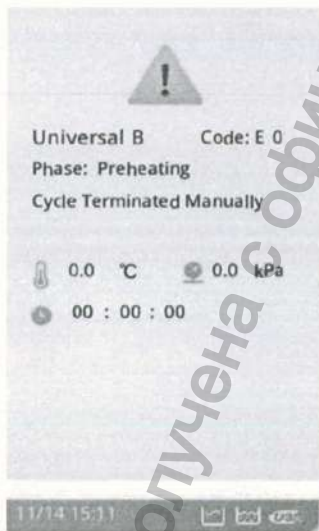 !
Universal B Code: E 0
Phase: Preheating
Cycle Terminated Manually
0.0 ℃ 0.0 kPa
00 : 00 : 00
11/14 15:11